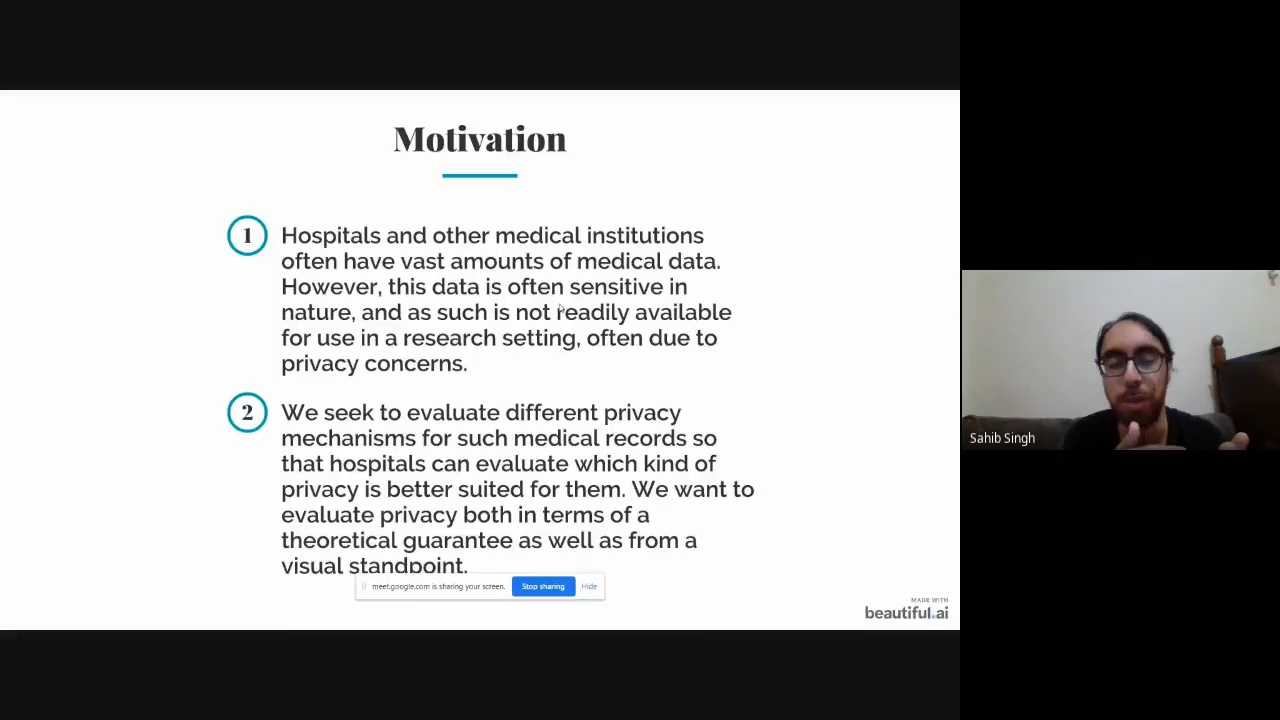 Motivation
1
Hospitals and other medical institutions
often have vast amounts of medical data.
However, this data is often sensitive in
nature, and as such is not readily available
for use in a research setting, often due to
privacy concerns.
2
We seek to evaluate different privacy
mechanisms for such medical records so
that hospitals can evaluate which kind of
privacy is better suited for them. We want to
evaluate privacy both in terms of a
theoretical guarantee as well as from a
visual standpoint.
meet.google.com is sharing your screen. Stop sharing Hide
MADE WITH
beautiful.ai
Sahib Singh